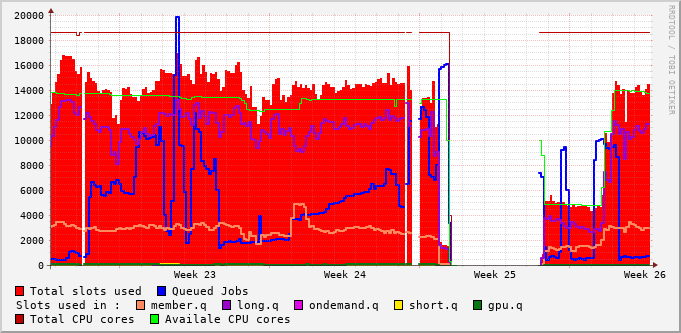 20000
18000
16000
14000
12000
10000
8000
6000
4000
2000
0
Week 23 Week 24 Week 25 Week 26
RRDTOOL / TOBI OETIKER
Total slots used Queued Jobs
Slots used in : member.q long.q ondemand.q short.q gpu.q
Total CPU cores Availale CPU cores